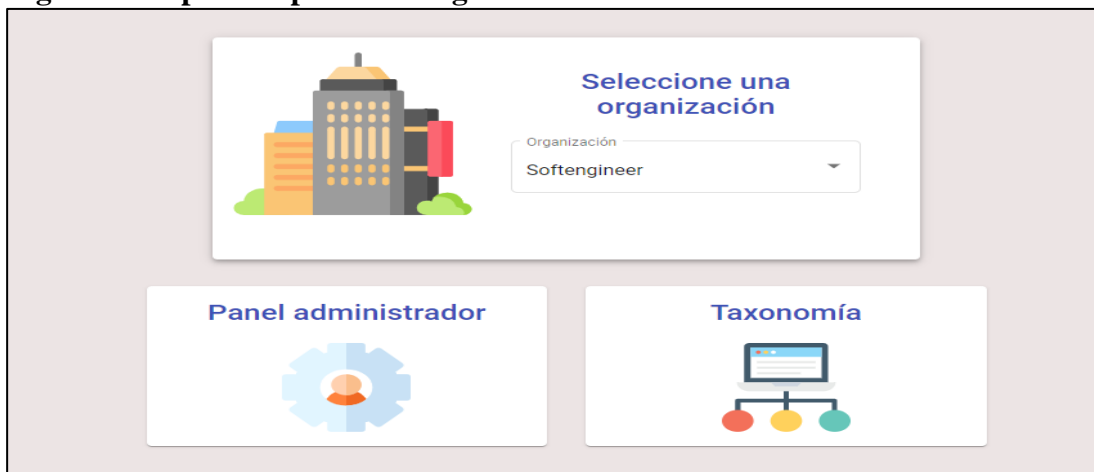 Seleccione una
organización
Organización
Softengineer
Panel administrador
Taxonomía